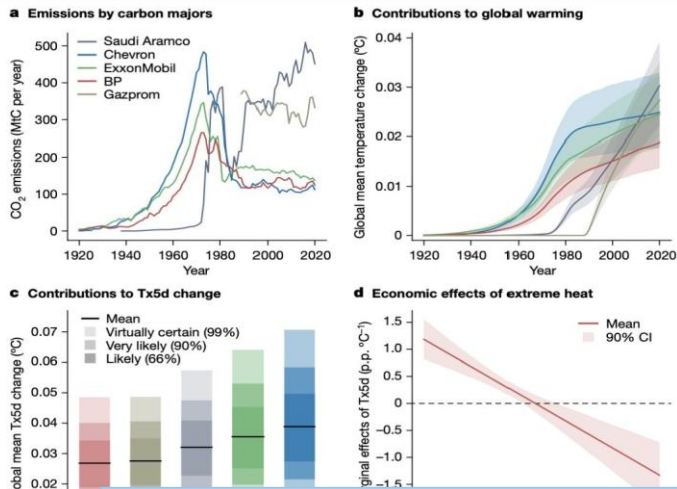 a Emissions by carbon majors
Saudi Aramco
Chevron
ExxonMobil
BP
Gazprom
500
400
300
200
100
0
CO2 emissions (MtC per year)
1920 1940 1960 1980 2000 2020
Year
b Contributions to global warming
0.04
0.03
0.02
0.01
0
Global mean temperature change (ºC)
1920 1940 1960 1980 2000 2020
Year
c Contributions to Tx5d change
Mean
Virtually certain (99%)
Very likely (90%)
Likely (66%)
0.07
0.06
0.05
0.04
0.03
0.02
mean Tx5d change (ºC)
d Economic effects of extreme heat
Mean
90% CI
1.5
1.0
0.5
0
−0.5
−1.0
−1.5
effects of Tx5d (p.p. ºC−1)